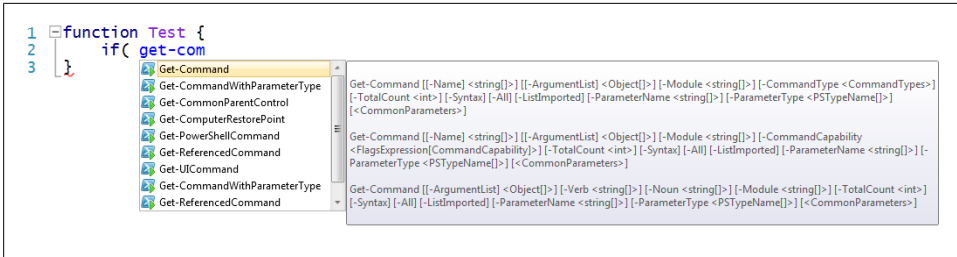 1 function Test {
2 if( get-com
3 }
Get-Command
Get-CommandWithParameterType
Get-CommonParentControl
Get-ComputerRestorePoint
Get-PowerShellCommand
Get-ReferencedCommand
Get-UICommand
Get-CommandWithParameterType
Get-ReferencedCommand
Get-Command [[-Name] <string[]>] [[-ArgumentList] <Object[]>] [-Module <string[]>] [-CommandType <CommandTypes>]
[-TotalCount <int>] [-Syntax] [-All] [-ListImported] [-ParameterName <string[]>] [-ParameterType <PSTypeName[]>]
[<CommonParameters>]
Get-Command [[-Name] <string[]>] [[-ArgumentList] <Object[]>] [-Module <string[]>] [-CommandCapability
<FlagsExpression[CommandCapability]>] [-TotalCount <int>] [-Syntax] [-All] [-ListImported] [-ParameterName <string[]>] [-
ParameterType <PSTypeName[]>] [<CommonParameters>]
Get-Command [[-ArgumentList] <Object[]>] [-Verb <string[]>] [-Noun <string[]>] [-Module <string[]>] [-TotalCount <int>]
[-Syntax] [-All] [-ListImported] [-ParameterName <string[]>] [-ParameterType <PSTypeName[]>] [<CommonParameters>]